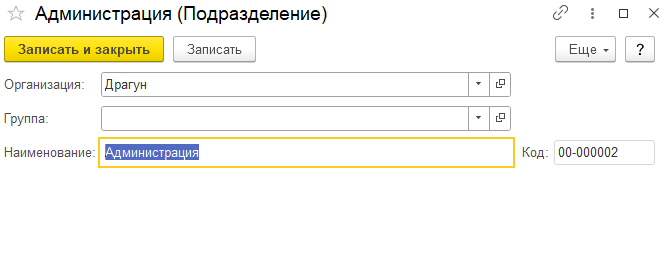 Администрация (Подразделение)
Записать и закрыть Записать Еще ?
Организация: Драгун
Группа:
Наименование: Администрация Код: 00-000002